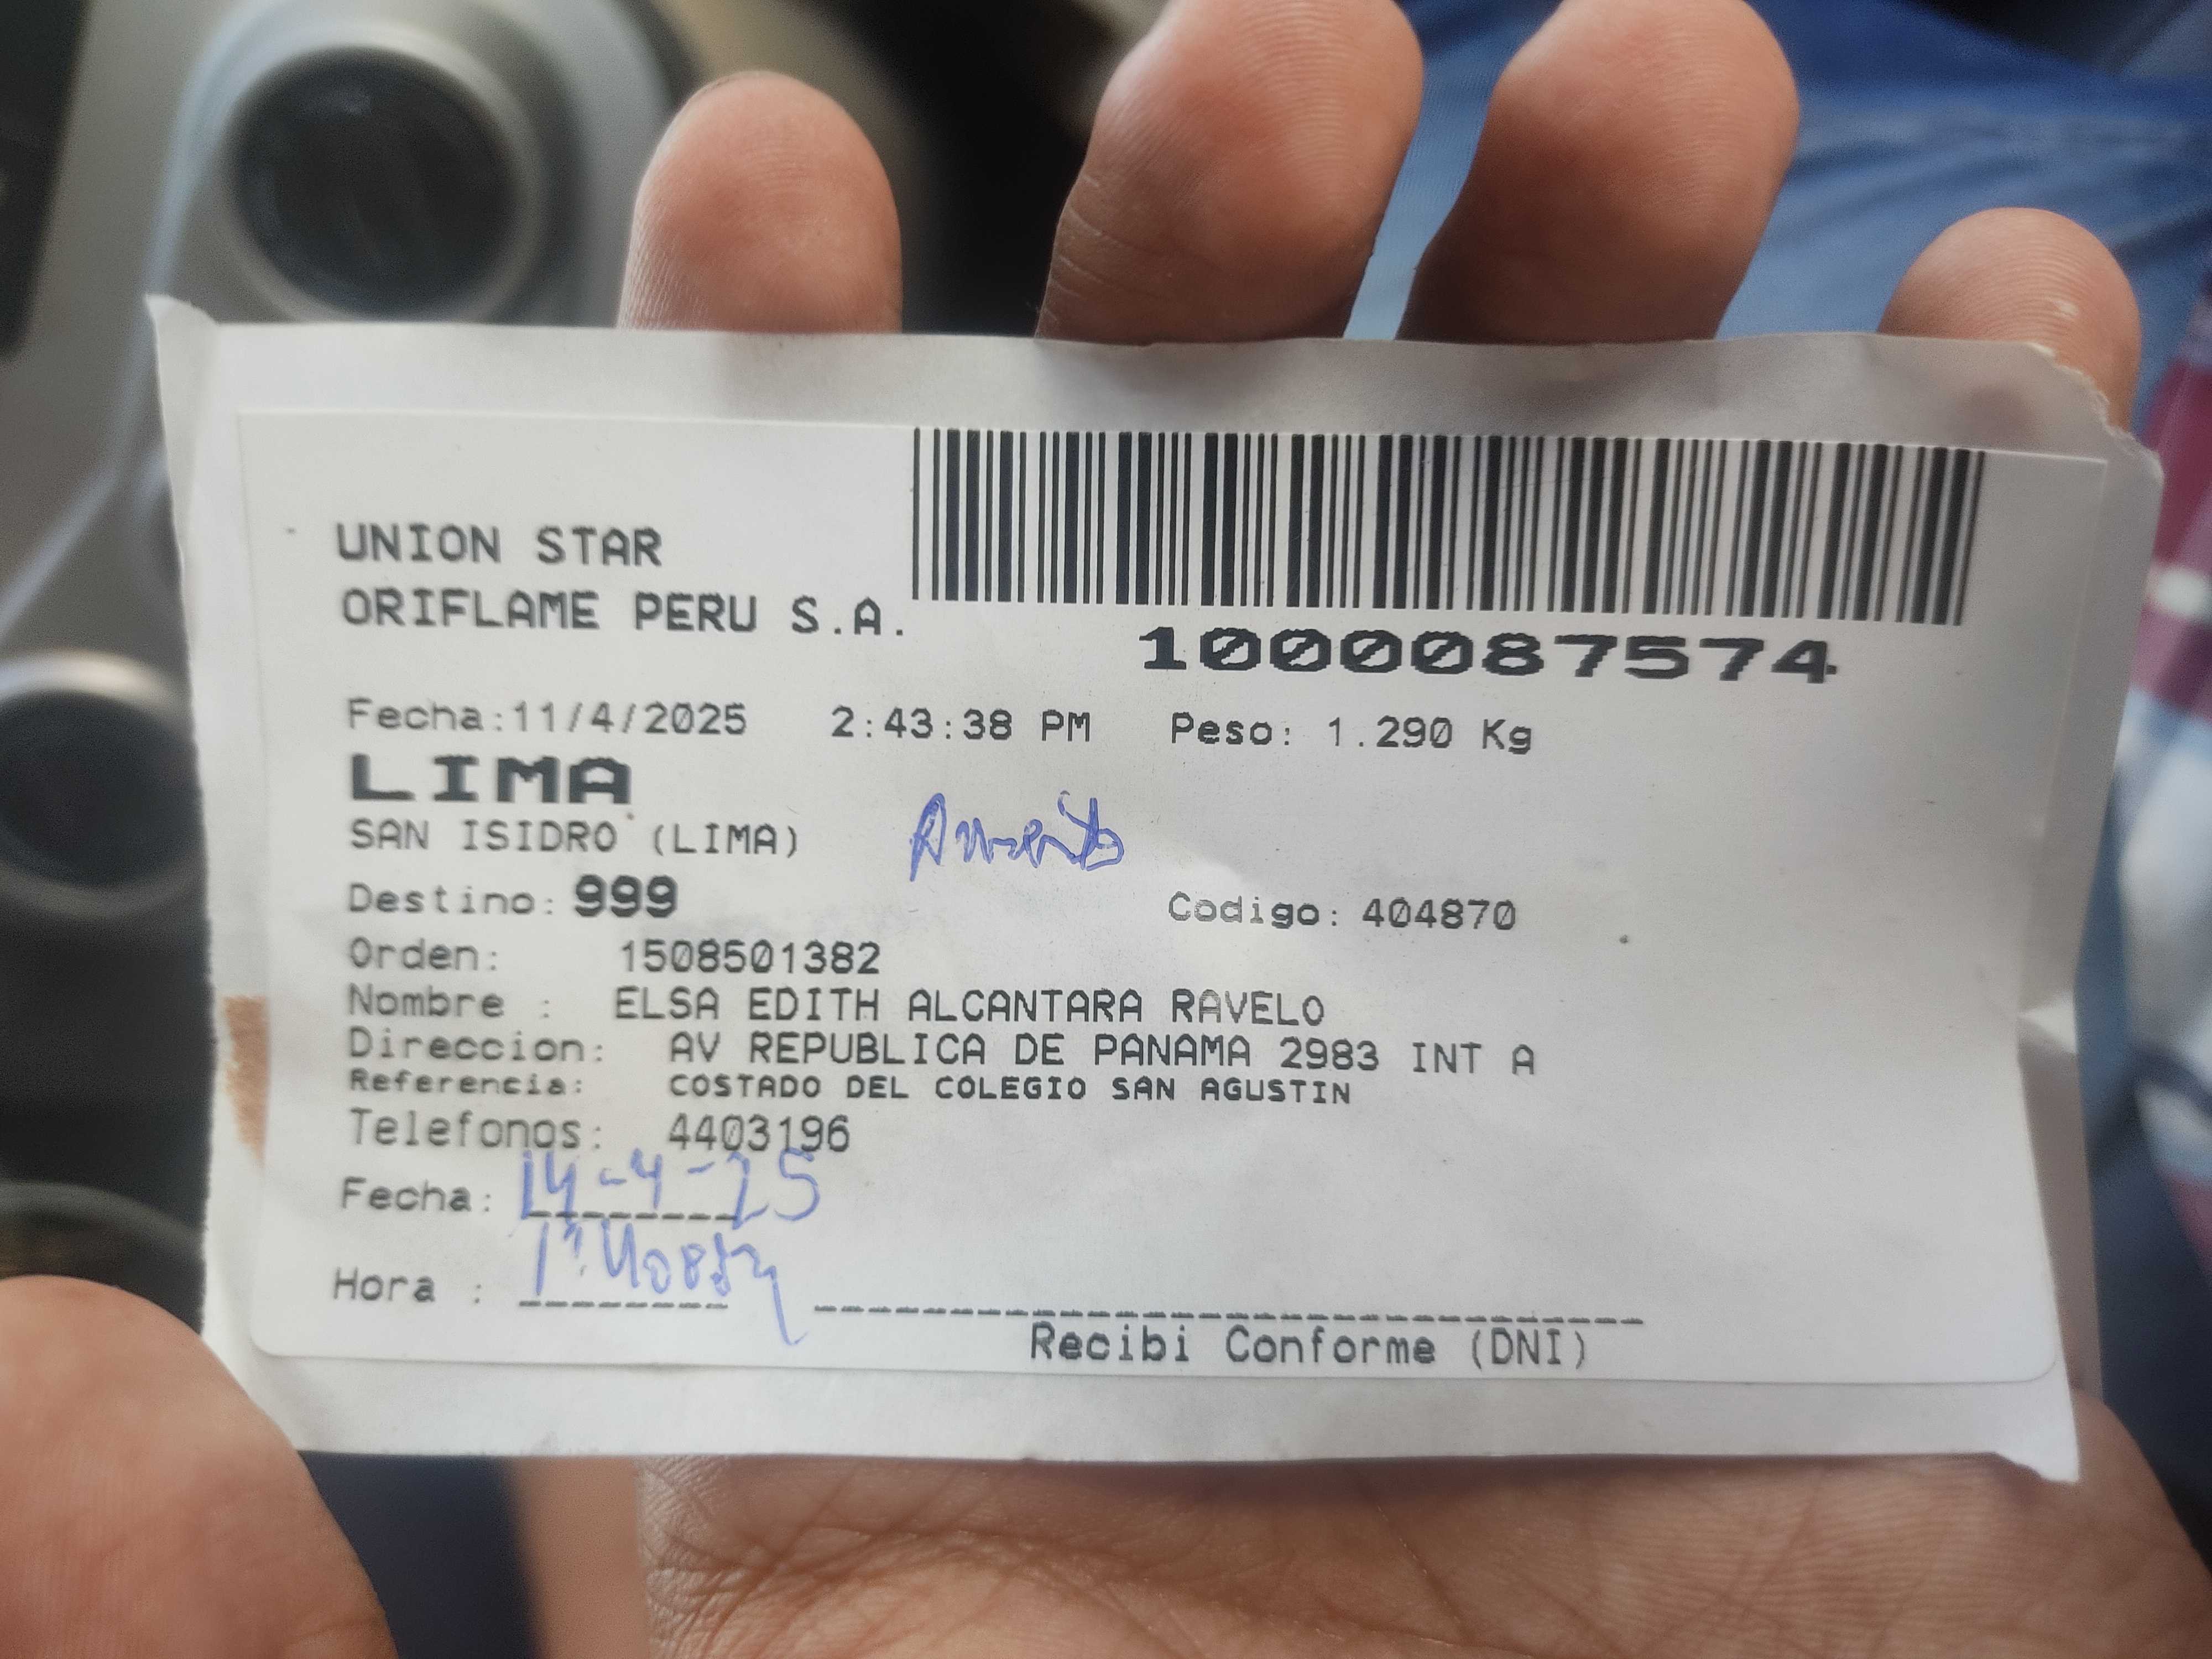 UNION STAR
ORIFLAME PERU S.A.
1000087574
Fecha:11/4/2025 2:43:38 PM Peso: 1.290 Kg
LIMA
SAN ISIDRO (LIMA)
Destino: 999 Codigo: 404870
Orden: 1508501382
Nombre : ELSA EDITH ALCANTARA RAVELO
Direccion: AV REPUBLICA DE PANAMA 2983 INT A
Referencia: COSTADO DEL COLEGIO SAN AGUSTIN
Telefonos: 4403196
Fecha: 14-4-25
Hora :
Recibi Conforme (DNI)